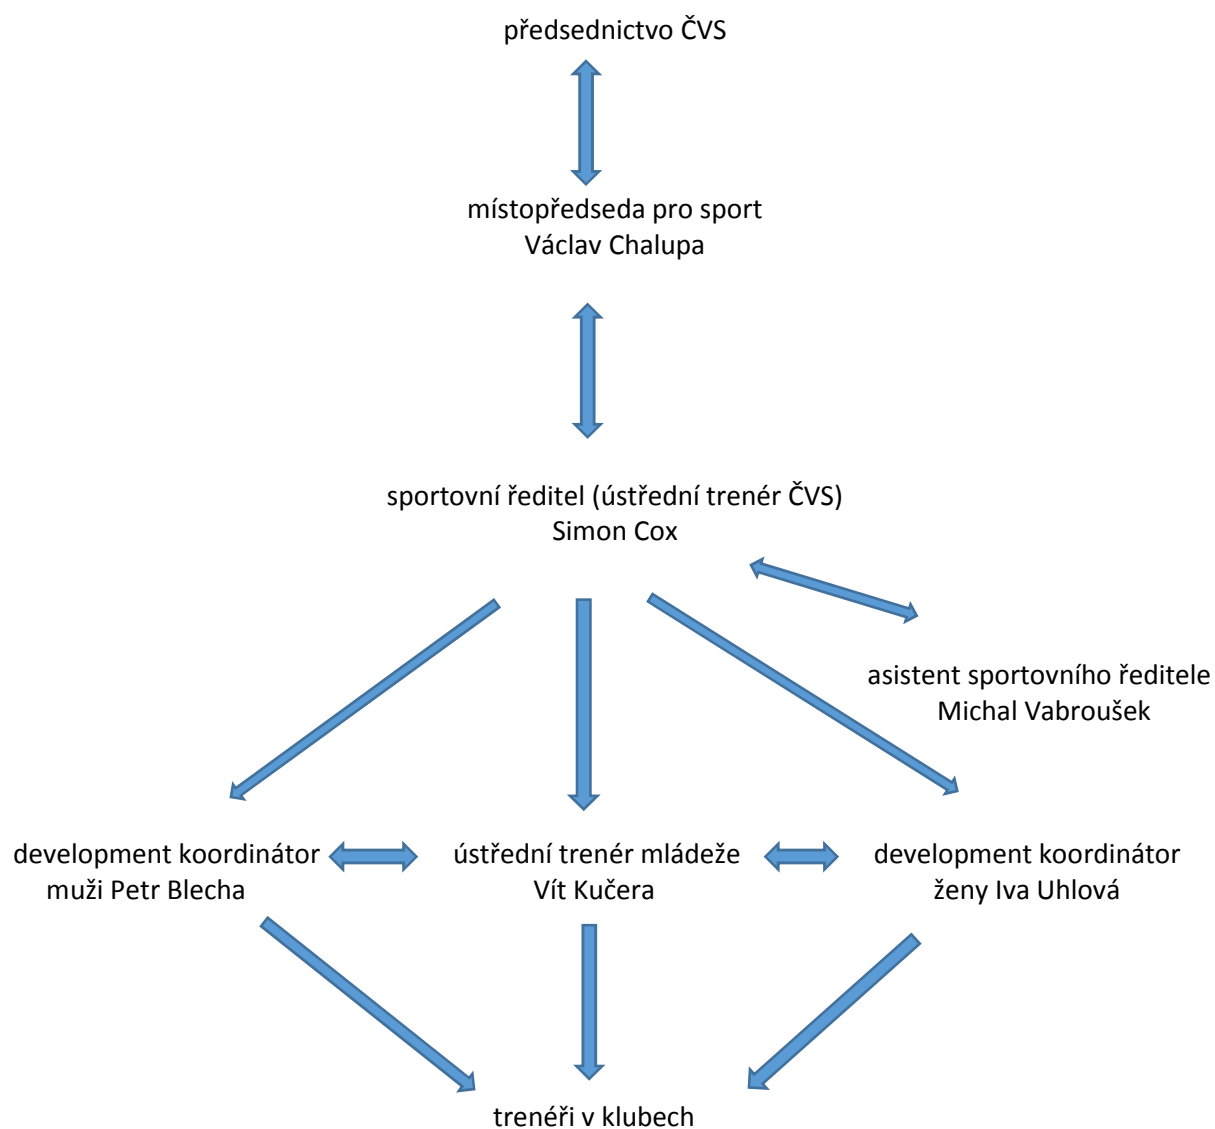 předsednictvo ČVS
místopředseda pro sport
Václav Chalupa
sportovní ředitel (ústřední trenér ČVS)
Simon Cox
asistent sportovního ředitele
Michal Vabroušek
development koordinátor
muži Petr Blecha
ústřední trenér mládeže
Vít Kučera
development koordinátor
ženy Iva Uhlová
trenéři v klubech